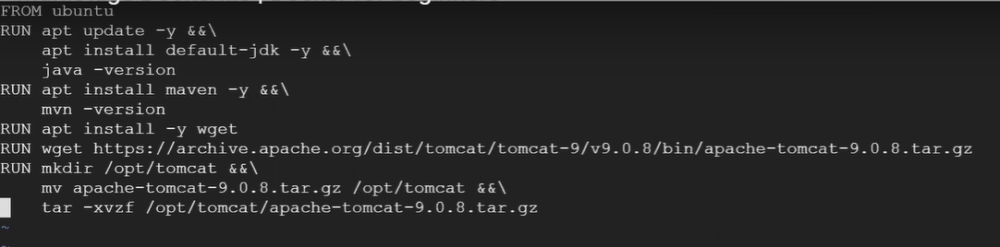 FROM ubuntu
RUN apt update -y &&\
    apt install default-jdk -y &&\
    java -version
RUN apt install maven -y &&\
    mvn -version
RUN apt install -y wget
RUN wget https://archive.apache.org/dist/tomcat/tomcat-9/v9.0.8/bin/apache-tomcat-9.0.8.tar.gz
RUN mkdir /opt/tomcat &&\
    mv apache-tomcat-9.0.8.tar.gz /opt/tomcat &&\
    tar -xvzf /opt/tomcat/apache-tomcat-9.0.8.tar.gz
~
~